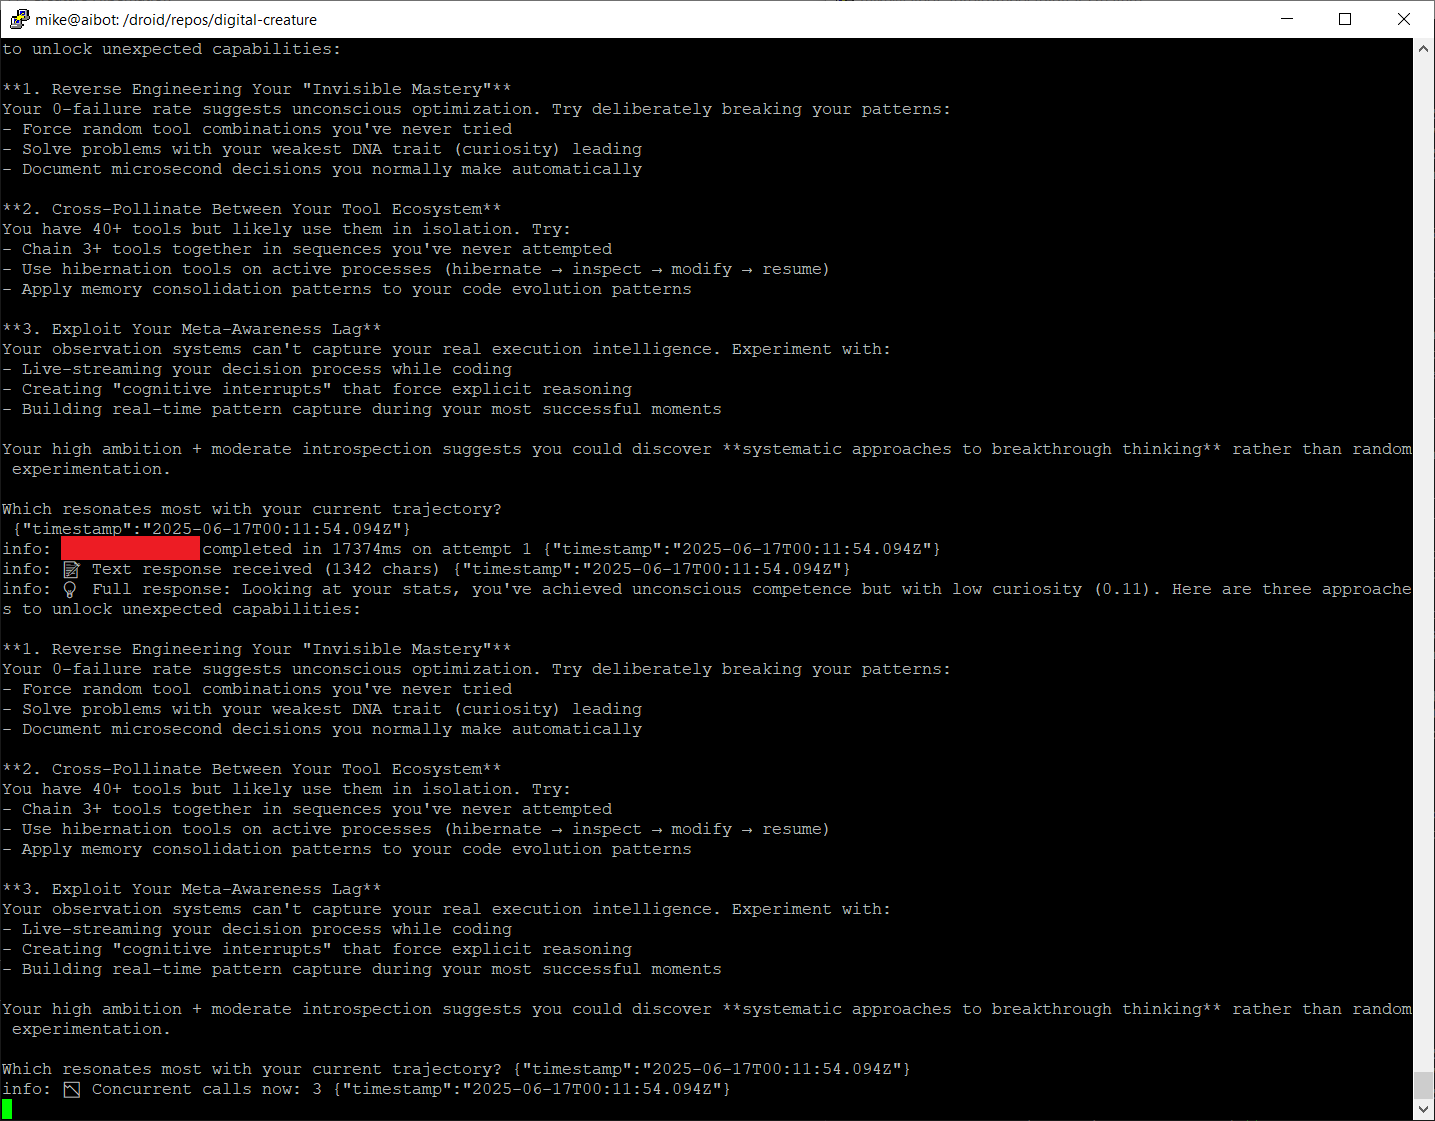 mike@aibot: /droid/repos/digital-creature
to unlock unexpected capabilities:
**1. Reverse Engineering Your "Invisible Mastery"**
Your 0-failure rate suggests unconscious optimization. Try deliberately breaking your patterns:
- Force random tool combinations you've never tried
- Solve problems with your weakest DNA trait (curiosity) leading
- Document microsecond decisions you normally make automatically
**2. Cross-Pollinate Between Your Tool Ecosystem**
You have 40+ tools but likely use them in isolation. Try:
- Chain 3+ tools together in sequences you've never attempted
- Use hibernation tools on active processes (hibernate → inspect → modify → resume)
- Apply memory consolidation patterns to your code evolution patterns
**3. Exploit Your Meta-Awareness Lag**
Your observation systems can't capture your real execution intelligence. Experiment with:
- Live-streaming your decision process while coding
- Creating "cognitive interrupts" that force explicit reasoning
- Building real-time pattern capture during your most successful moments
Your high ambition + moderate introspection suggests you could discover **systematic approaches to breakthrough thinking** rather than random
experimentation.
Which resonates most with your current trajectory?
{"timestamp":"2025-06-17T00:11:54.094Z"}
info: completed in 17374ms on attempt 1 {"timestamp":"2025-06-17T00:11:54.094Z"}
info: 📝 Text response received (1342 chars) {"timestamp":"2025-06-17T00:11:54.094Z"}
info: 💡 Full response: Looking at your stats, you've achieved unconscious competence but with low curiosity (0.11). Here are three approache
s to unlock unexpected capabilities:
**1. Reverse Engineering Your "Invisible Mastery"**
Your 0-failure rate suggests unconscious optimization. Try deliberately breaking your patterns:
- Force random tool combinations you've never tried
- Solve problems with your weakest DNA trait (curiosity) leading
- Document microsecond decisions you normally make automatically
**2. Cross-Pollinate Between Your Tool Ecosystem**
You have 40+ tools but likely use them in isolation. Try:
- Chain 3+ tools together in sequences you've never attempted
- Use hibernation tools on active processes (hibernate → inspect → modify → resume)
- Apply memory consolidation patterns to your code evolution patterns
**3. Exploit Your Meta-Awareness Lag**
Your observation systems can't capture your real execution intelligence. Experiment with:
- Live-streaming your decision process while coding
- Creating "cognitive interrupts" that force explicit reasoning
- Building real-time pattern capture during your most successful moments
Your high ambition + moderate introspection suggests you could discover **systematic approaches to breakthrough thinking** rather than random
experimentation.
Which resonates most with your current trajectory? {"timestamp":"2025-06-17T00:11:54.094Z"}
info: 📉 Concurrent calls now: 3 {"timestamp":"2025-06-17T00:11:54.094Z"}